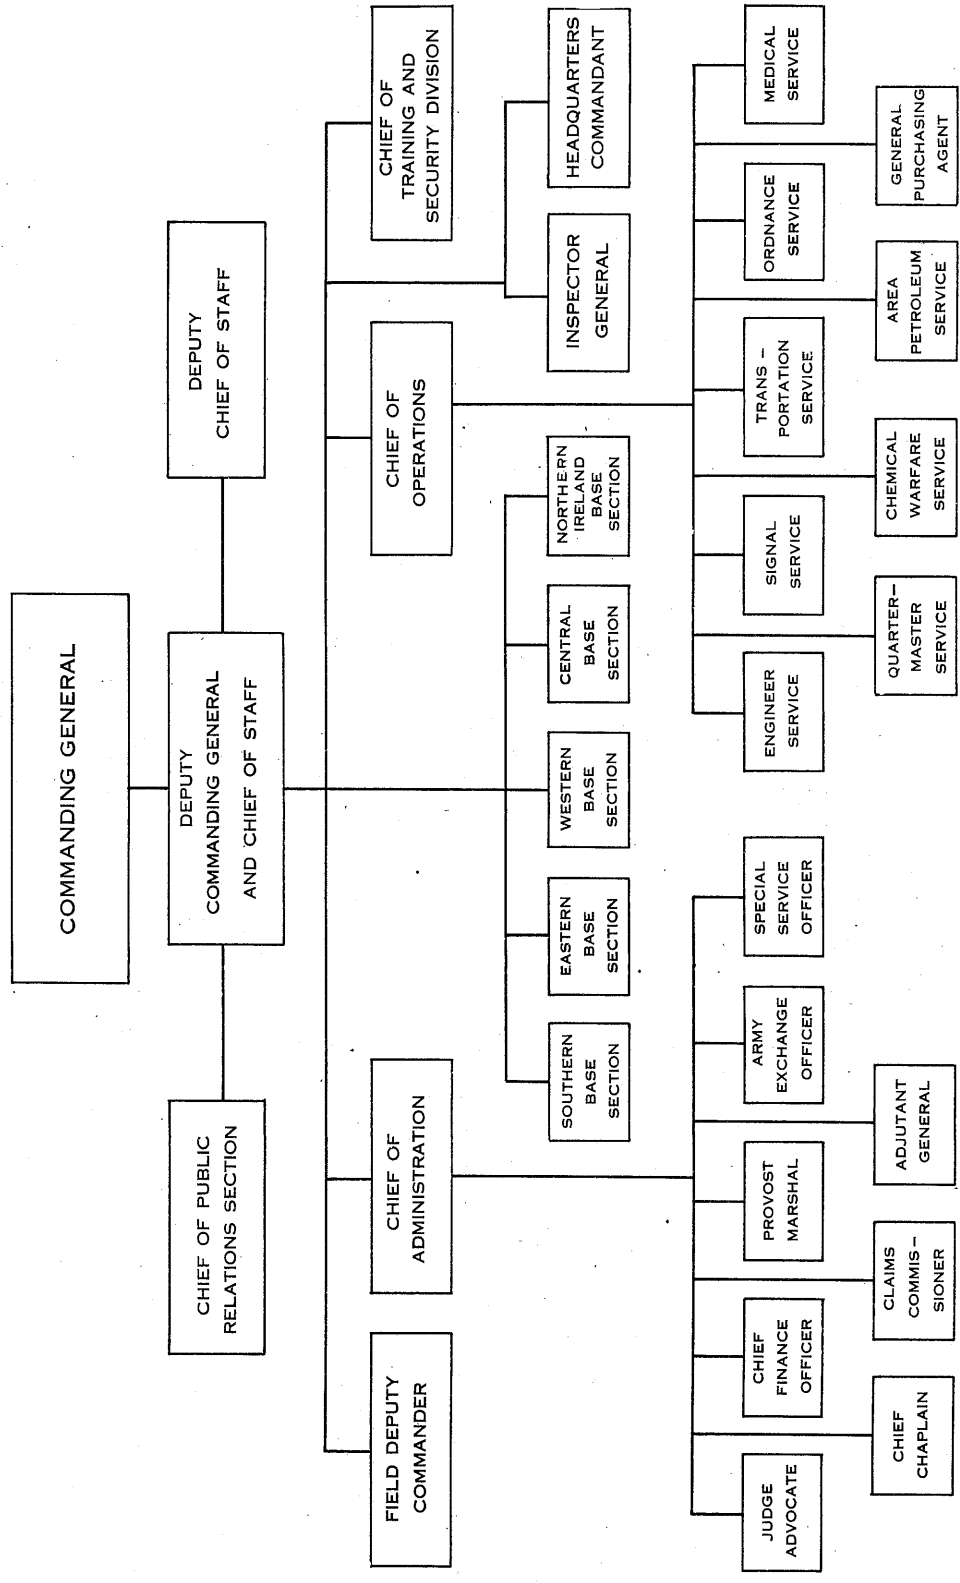 COMMANDING GENERAL
CHIEF OF PUBLIC
RELATIONS SECTION
DEPUTY
COMMANDING GENERAL
AND CHIEF OF STAFF
DEPUTY
CHIEF OF STAFF
FIELD DEPUTY
COMMANDER
CHIEF OF
ADMINISTRATION
CHIEF OF
OPERATIONS
CHIEF OF
TRAINING AND
SECURITY DIVISION
SOUTHERN
BASE
SECTION
EASTERN
BASE
SECTION
WESTERN
BASE
SECTION
CENTRAL
BASE
SECTION
NORTHERN
IRELAND
BASE
SECTION
INSPECTOR
GENERAL
HEADQUARTERS
COMMANDANT
JUDGE
ADVOCATE
CHIEF
FINANCE
OFFICER
PROVOST
MARSHAL
ARMY
EXCHANGE
OFFICER
SPECIAL
SERVICE
OFFICER
ENGINEER
SERVICE
SIGNAL
SERVICE
TRANS-
PORTATION
SERVICE
ORDNANCE
SERVICE
MEDICAL
SERVICE
CHIEF
CHAPLAIN
CLAIMS
COMMIS-
SIONER
ADJUTANT
GENERAL
QUARTER-
MASTER
SERVICE
CHEMICAL
WARFARE
SERVICE
AREA
PETROLEUM
SERVICE
GENERAL
PURCHASING
AGENT